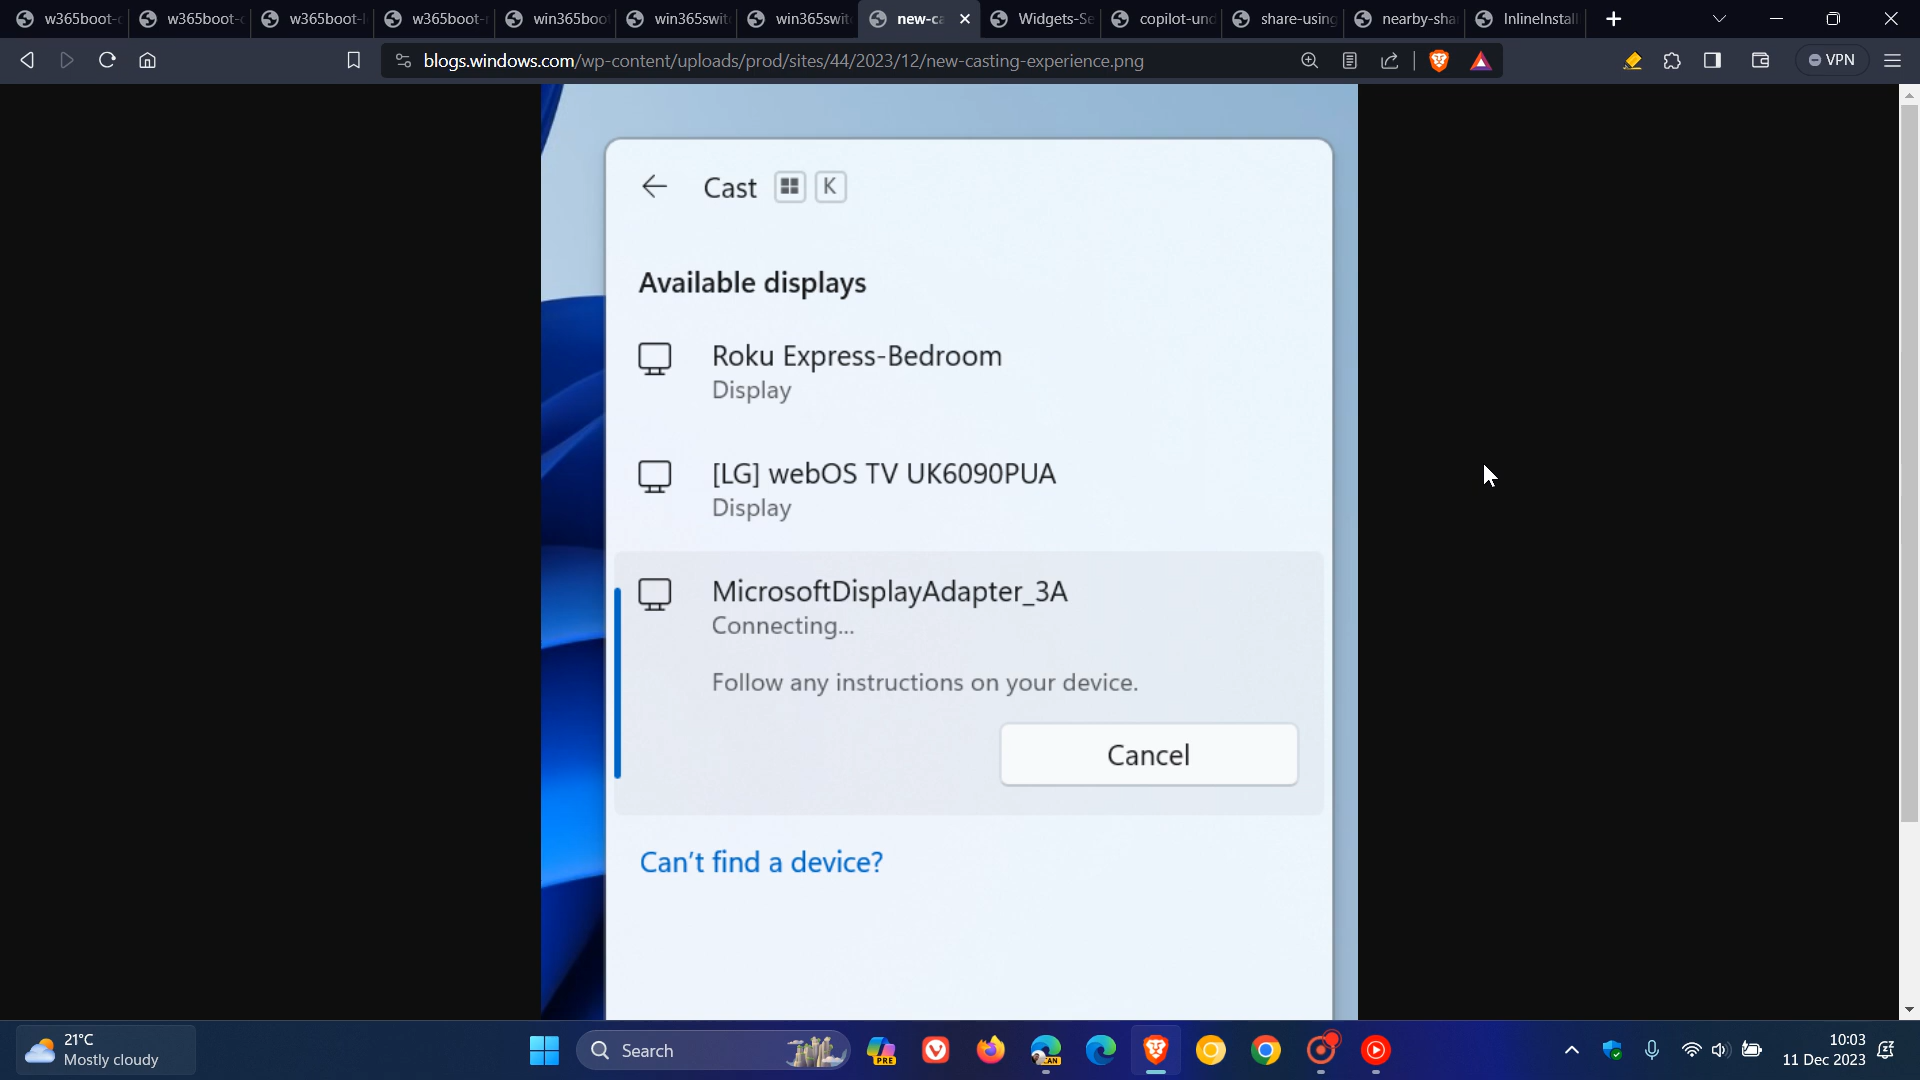 w365boot-
w365boot-
w365boot-
w365boot-
win365boo
win365swit
win365swit
new-ca
Widgets-Se
copilot-und
share-using
nearby-sha
InlineInstall
blogs.windows.com/wp-content/uploads/prod/sites/44/2023/12/new-casting-experience.png
VPN
Cast K
Available displays
Roku Express-Bedroom
Display
[LG] webOS TV UK6090PUA
Display
MicrosoftDisplayAdapter_3A
Connecting...
Follow any instructions on your device.
Cancel
Can't find a device?
21°C
Mostly cloudy
Search
PRE
CAN
10:03
11 Dec 2023